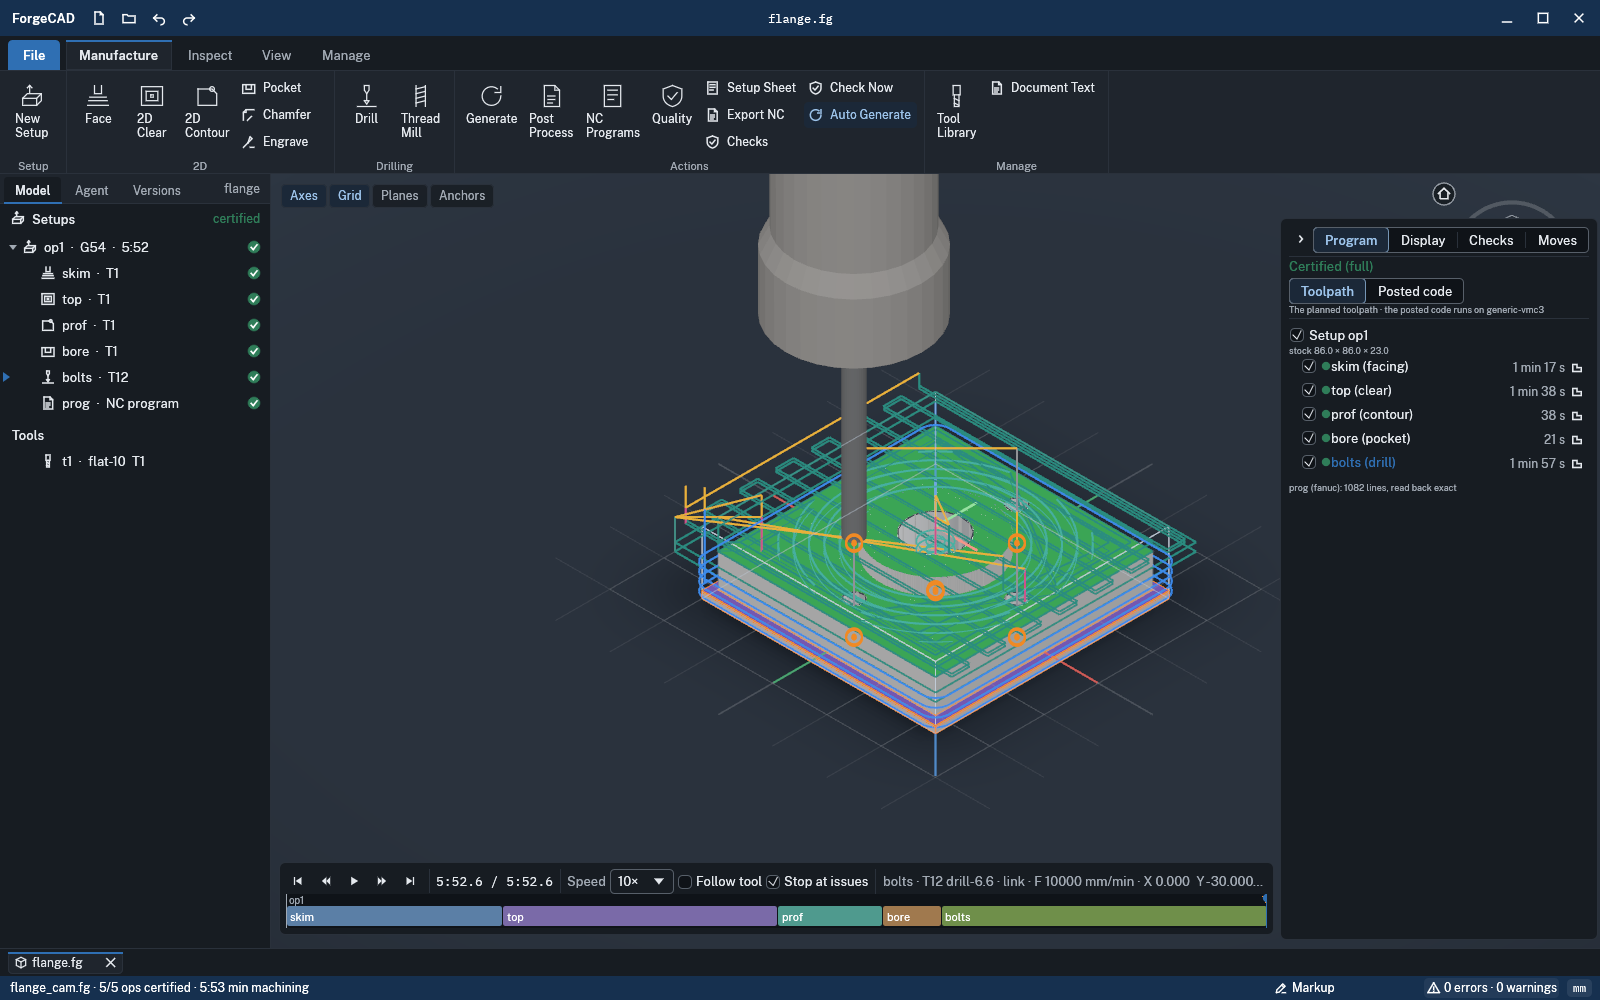 ForgeCAD
flange.fg
File
Manufacture
Inspect
View
Manage
New Setup
Face
2D Clear
2D Contour
Pocket
Chamfer
Engrave
Drill
Thread Mill
Generate
Post Process
NC Programs
Quality
Setup Sheet
Export NC
Checks
Check Now
Auto Generate
Tool Library
Document Text
Setup
2D
Drilling
Actions
Manage
Model
Agent
Versions
flange
Setups
certified
op1 · G54 · 5:52
skim · T1
top · T1
prof · T1
bore · T1
bolts · T12
prog · NC program
Tools
t1 · flat-10 T1
Axes
Grid
Planes
Anchors
Program
Display
Checks
Moves
Certified (full)
Toolpath
Posted code
The planned toolpath · the posted code runs on generic-vmc3
Setup op1
stock 86.0 × 86.0 × 23.0
skim (facing) 1 min 17 s
top (clear) 1 min 38 s
prof (contour) 38 s
bore (pocket) 21 s
bolts (drill) 1 min 57 s
prog (fanuc): 1082 lines, read back exact
5:52.6 / 5:52.6
Speed
10×
Follow tool
Stop at issues
bolts · T12 drill-6.6 · link · F 10000 mm/min · X 0.000 Y-30.000...
op1
skim
top
prof
bore
bolts
flange.fg
flange_cam.fg · 5/5 ops certified · 5:53 min machining
Markup
0 errors · 0 warnings
mm